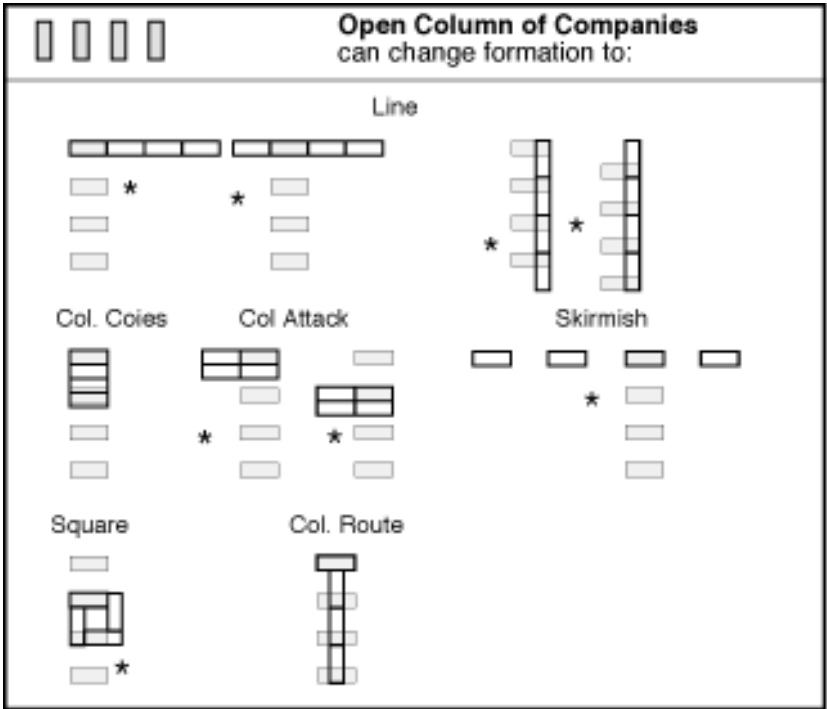 Open Column of Companies
can change formation to:
Line
*
*
*
*
Col. Coies
Col Attack
Skirmish
*
*
*
Square
Col. Route
*